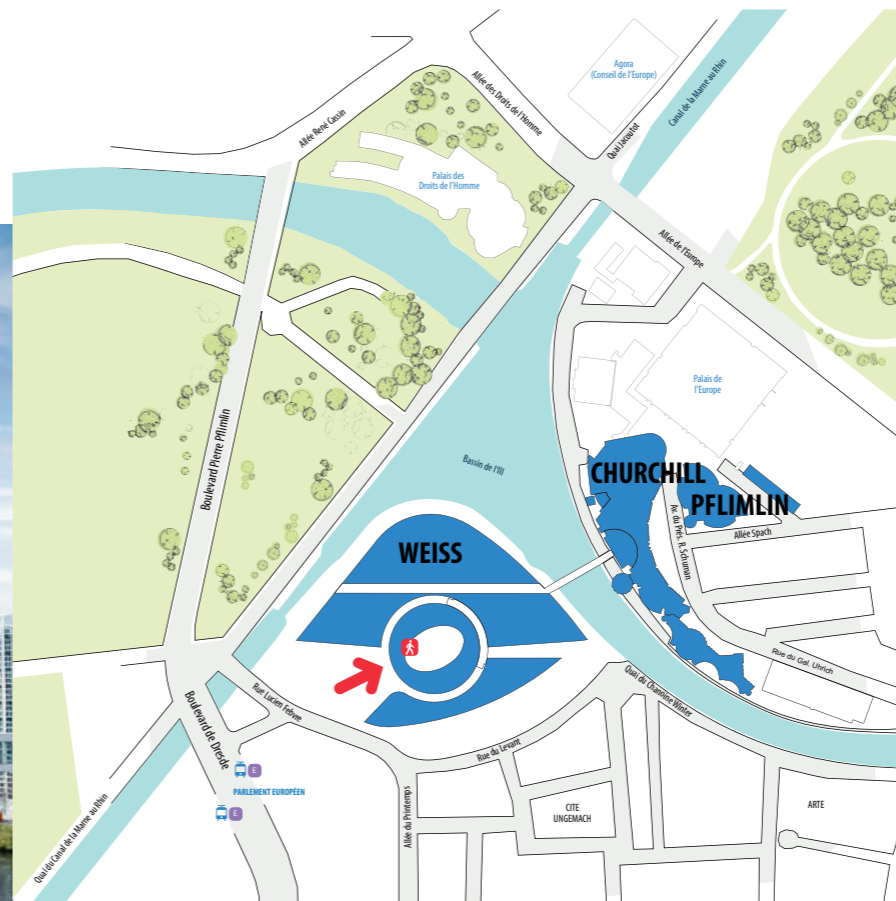 Agora
(Conseil de l'Europe)
Canal de la Marne au Rhin
Allée des Droits de l'Homme
Quai Jacoutot
Allée René Cassin
Palais des
Droits de l'Homme
Allée de l'Europe
Palais de
l'Europe
Boulevard Pierre Pflimlin
Bassin de l'Ill
CHURCHILL
PFLIMLIN
Av. du Prés. R. Schuman
Allée Spach
WEISS
Rue du Gal. Uhrich
Quai du Chanoine Winter
Rue Lucien Febvre
Boulevard de Dresde
Rue du Levant
E
PARLEMENT EUROPÉEN
E
Allée du Printemps
CITE
UNGEMACH
ARTE
Quai du Canal de la Marne au Rhin